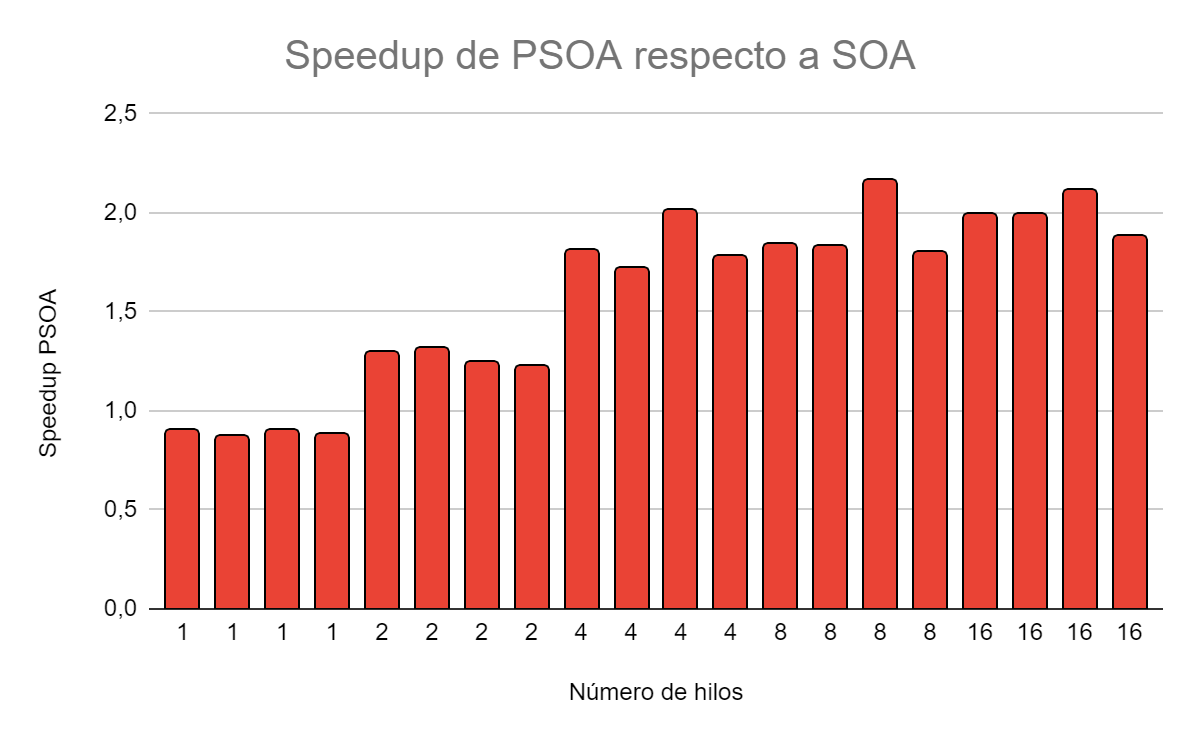 Speedup de PSOA respecto a SOA
2,5
2,0
1,5
1,0
0,5
0,0
Speedup PSOA
1 1 1 1 2 2 2 2 4 4 4 4 8 8 8 8 16 16 16 16
Número de hilos